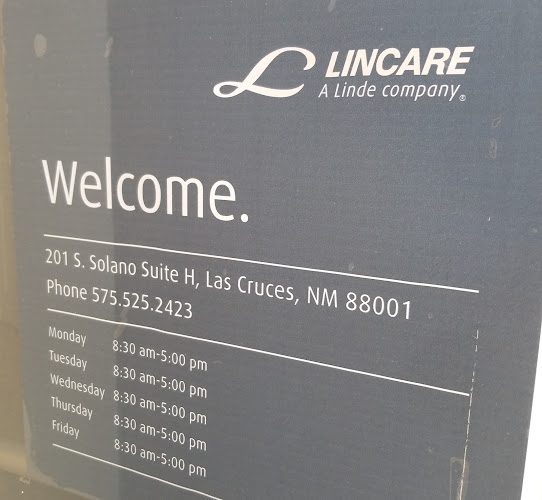 LINCARE
A Linde company®
Welcome.
201 S. Solano Suite H, Las Cruces, NM 88001
Phone 575.525.2423
Monday 8:30 am-5:00 pm
Tuesday 8:30 am-5:00 pm
Wednesday 8:30 am-5:00 pm
Thursday 8:30 am-5:00 pm
Friday 8:30 am-5:00 pm